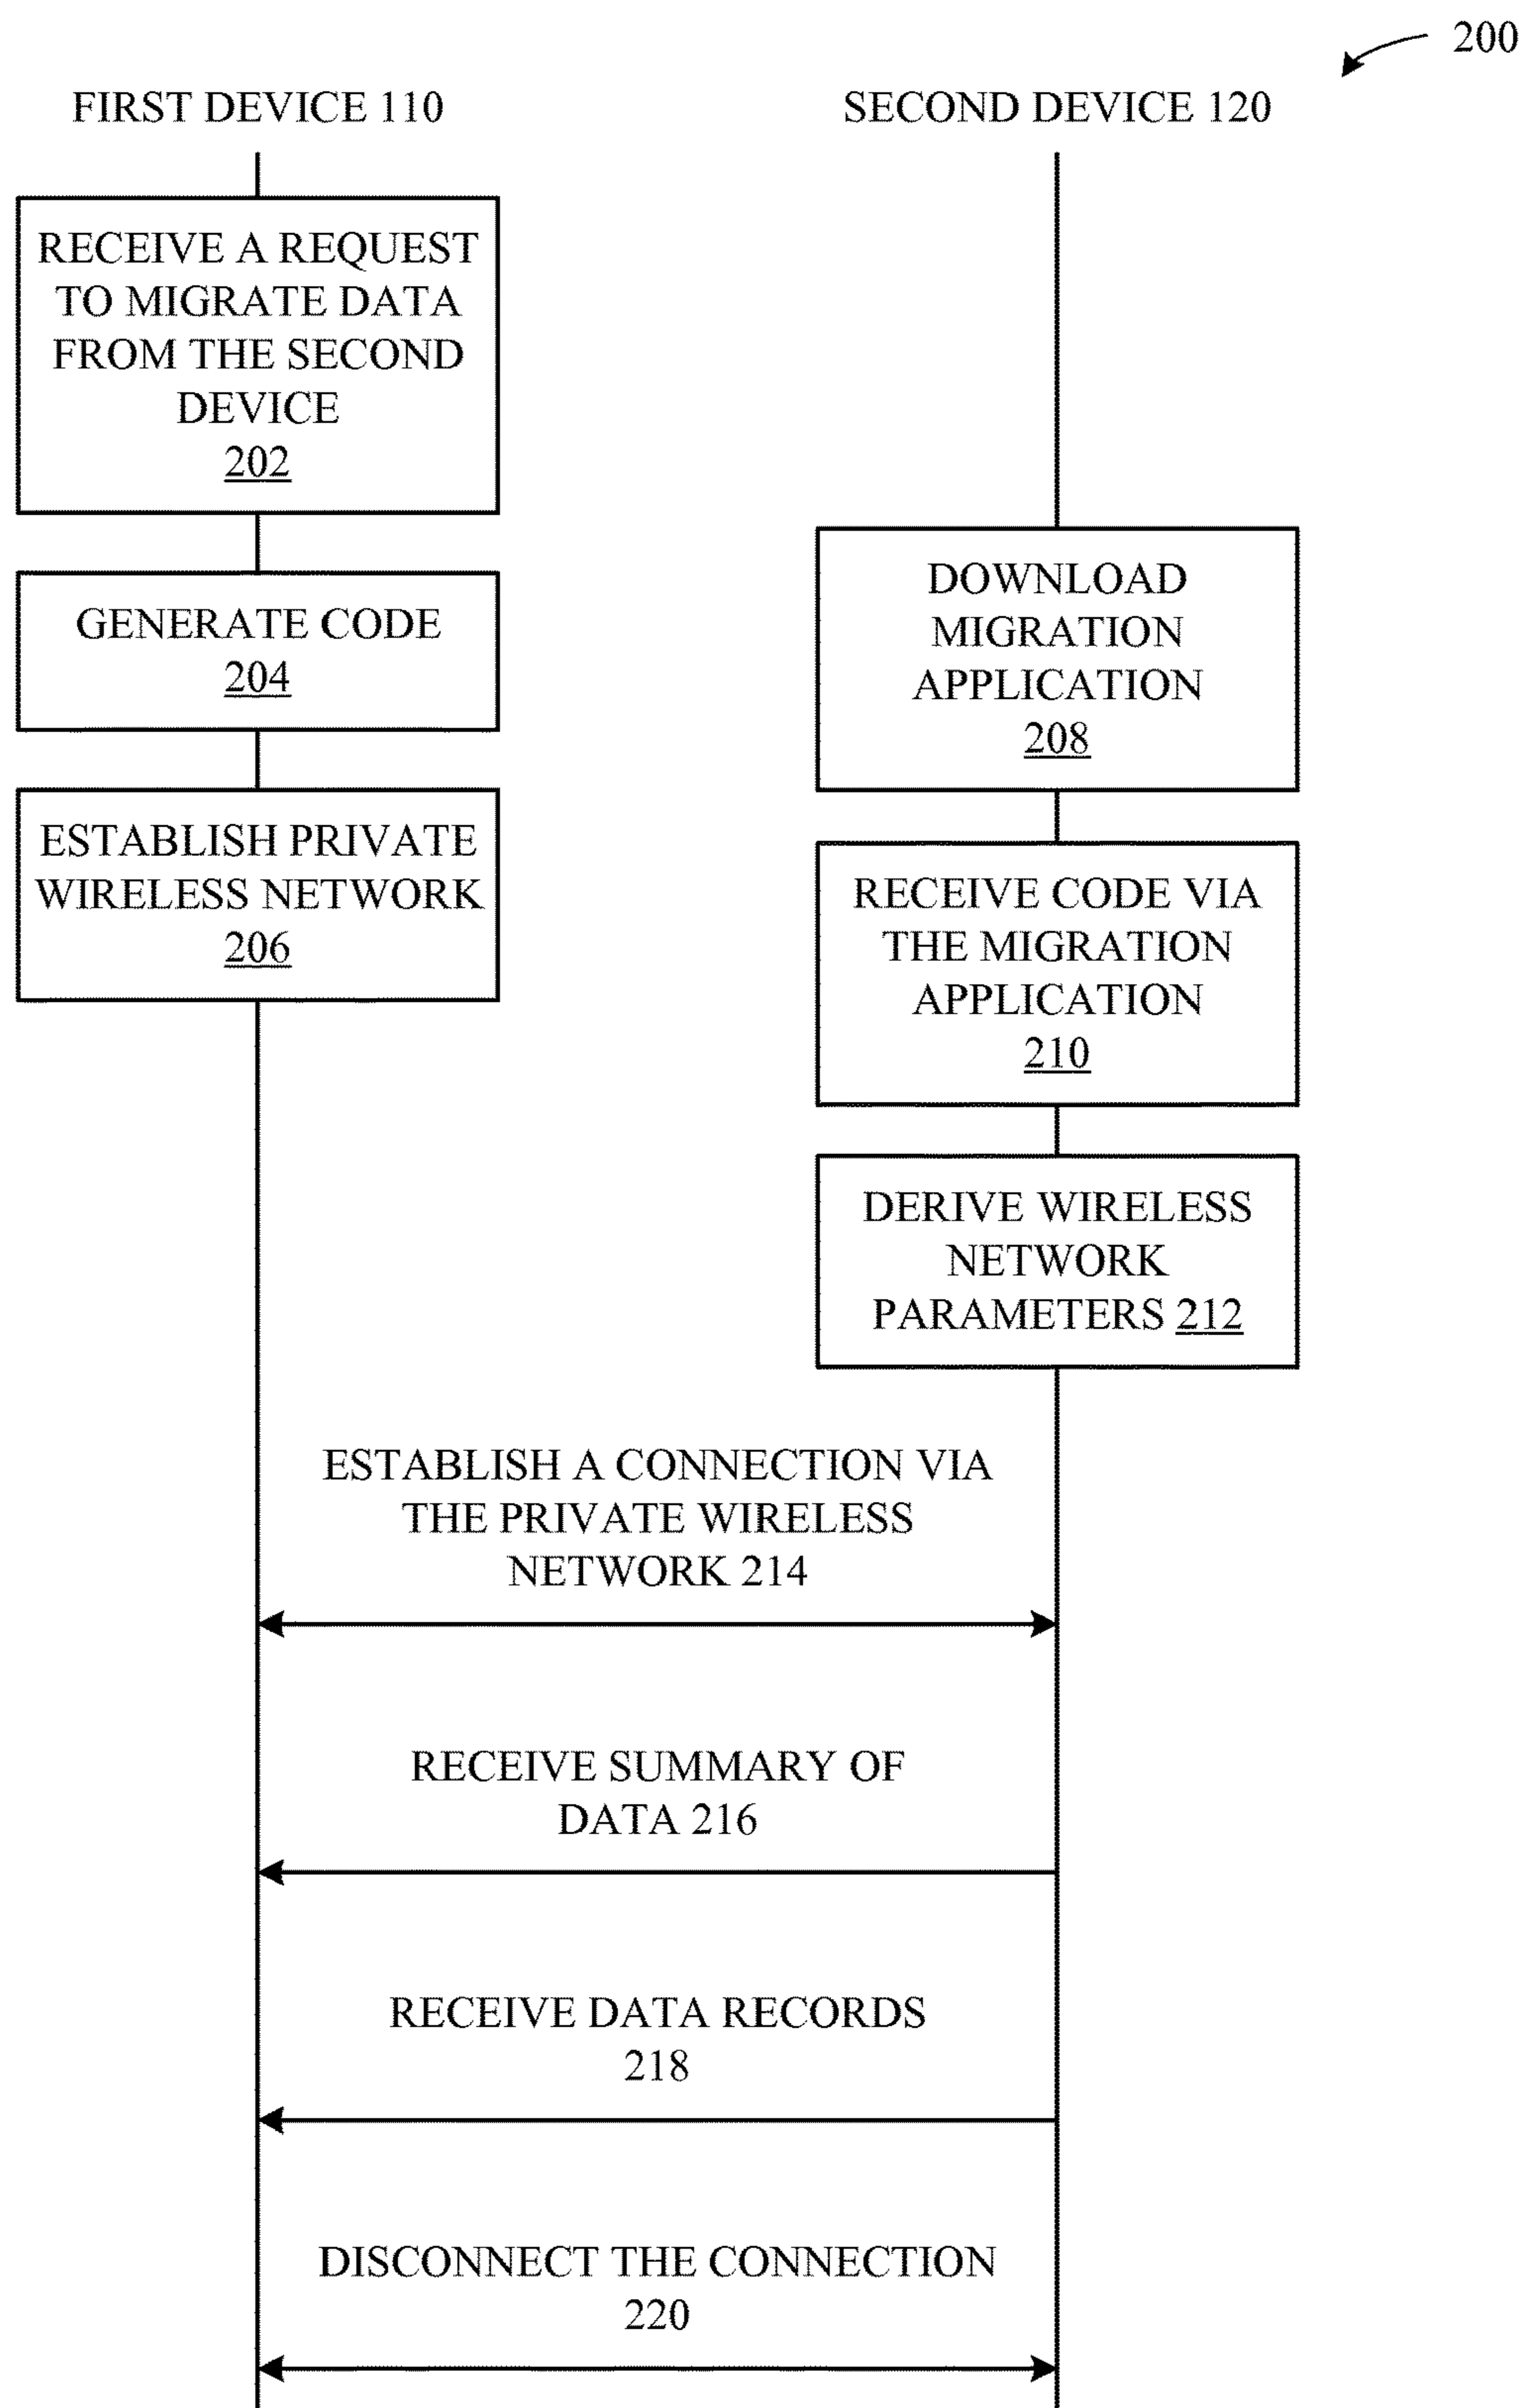 200
FIRST DEVICE 110
SECOND DEVICE 120
RECEIVE A REQUEST
TO MIGRATE DATA
FROM THE SECOND
DEVICE
202
GENERATE CODE
204
ESTABLISH PRIVATE
WIRELESS NETWORK
206
DOWNLOAD
MIGRATION
APPLICATION
208
RECEIVE CODE VIA
THE MIGRATION
APPLICATION
210
DERIVE WIRELESS
NETWORK
PARAMETERS 212
ESTABLISH A CONNECTION VIA
THE PRIVATE WIRELESS
NETWORK 214
RECEIVE SUMMARY OF
DATA 216
RECEIVE DATA RECORDS
218
DISCONNECT THE CONNECTION
220